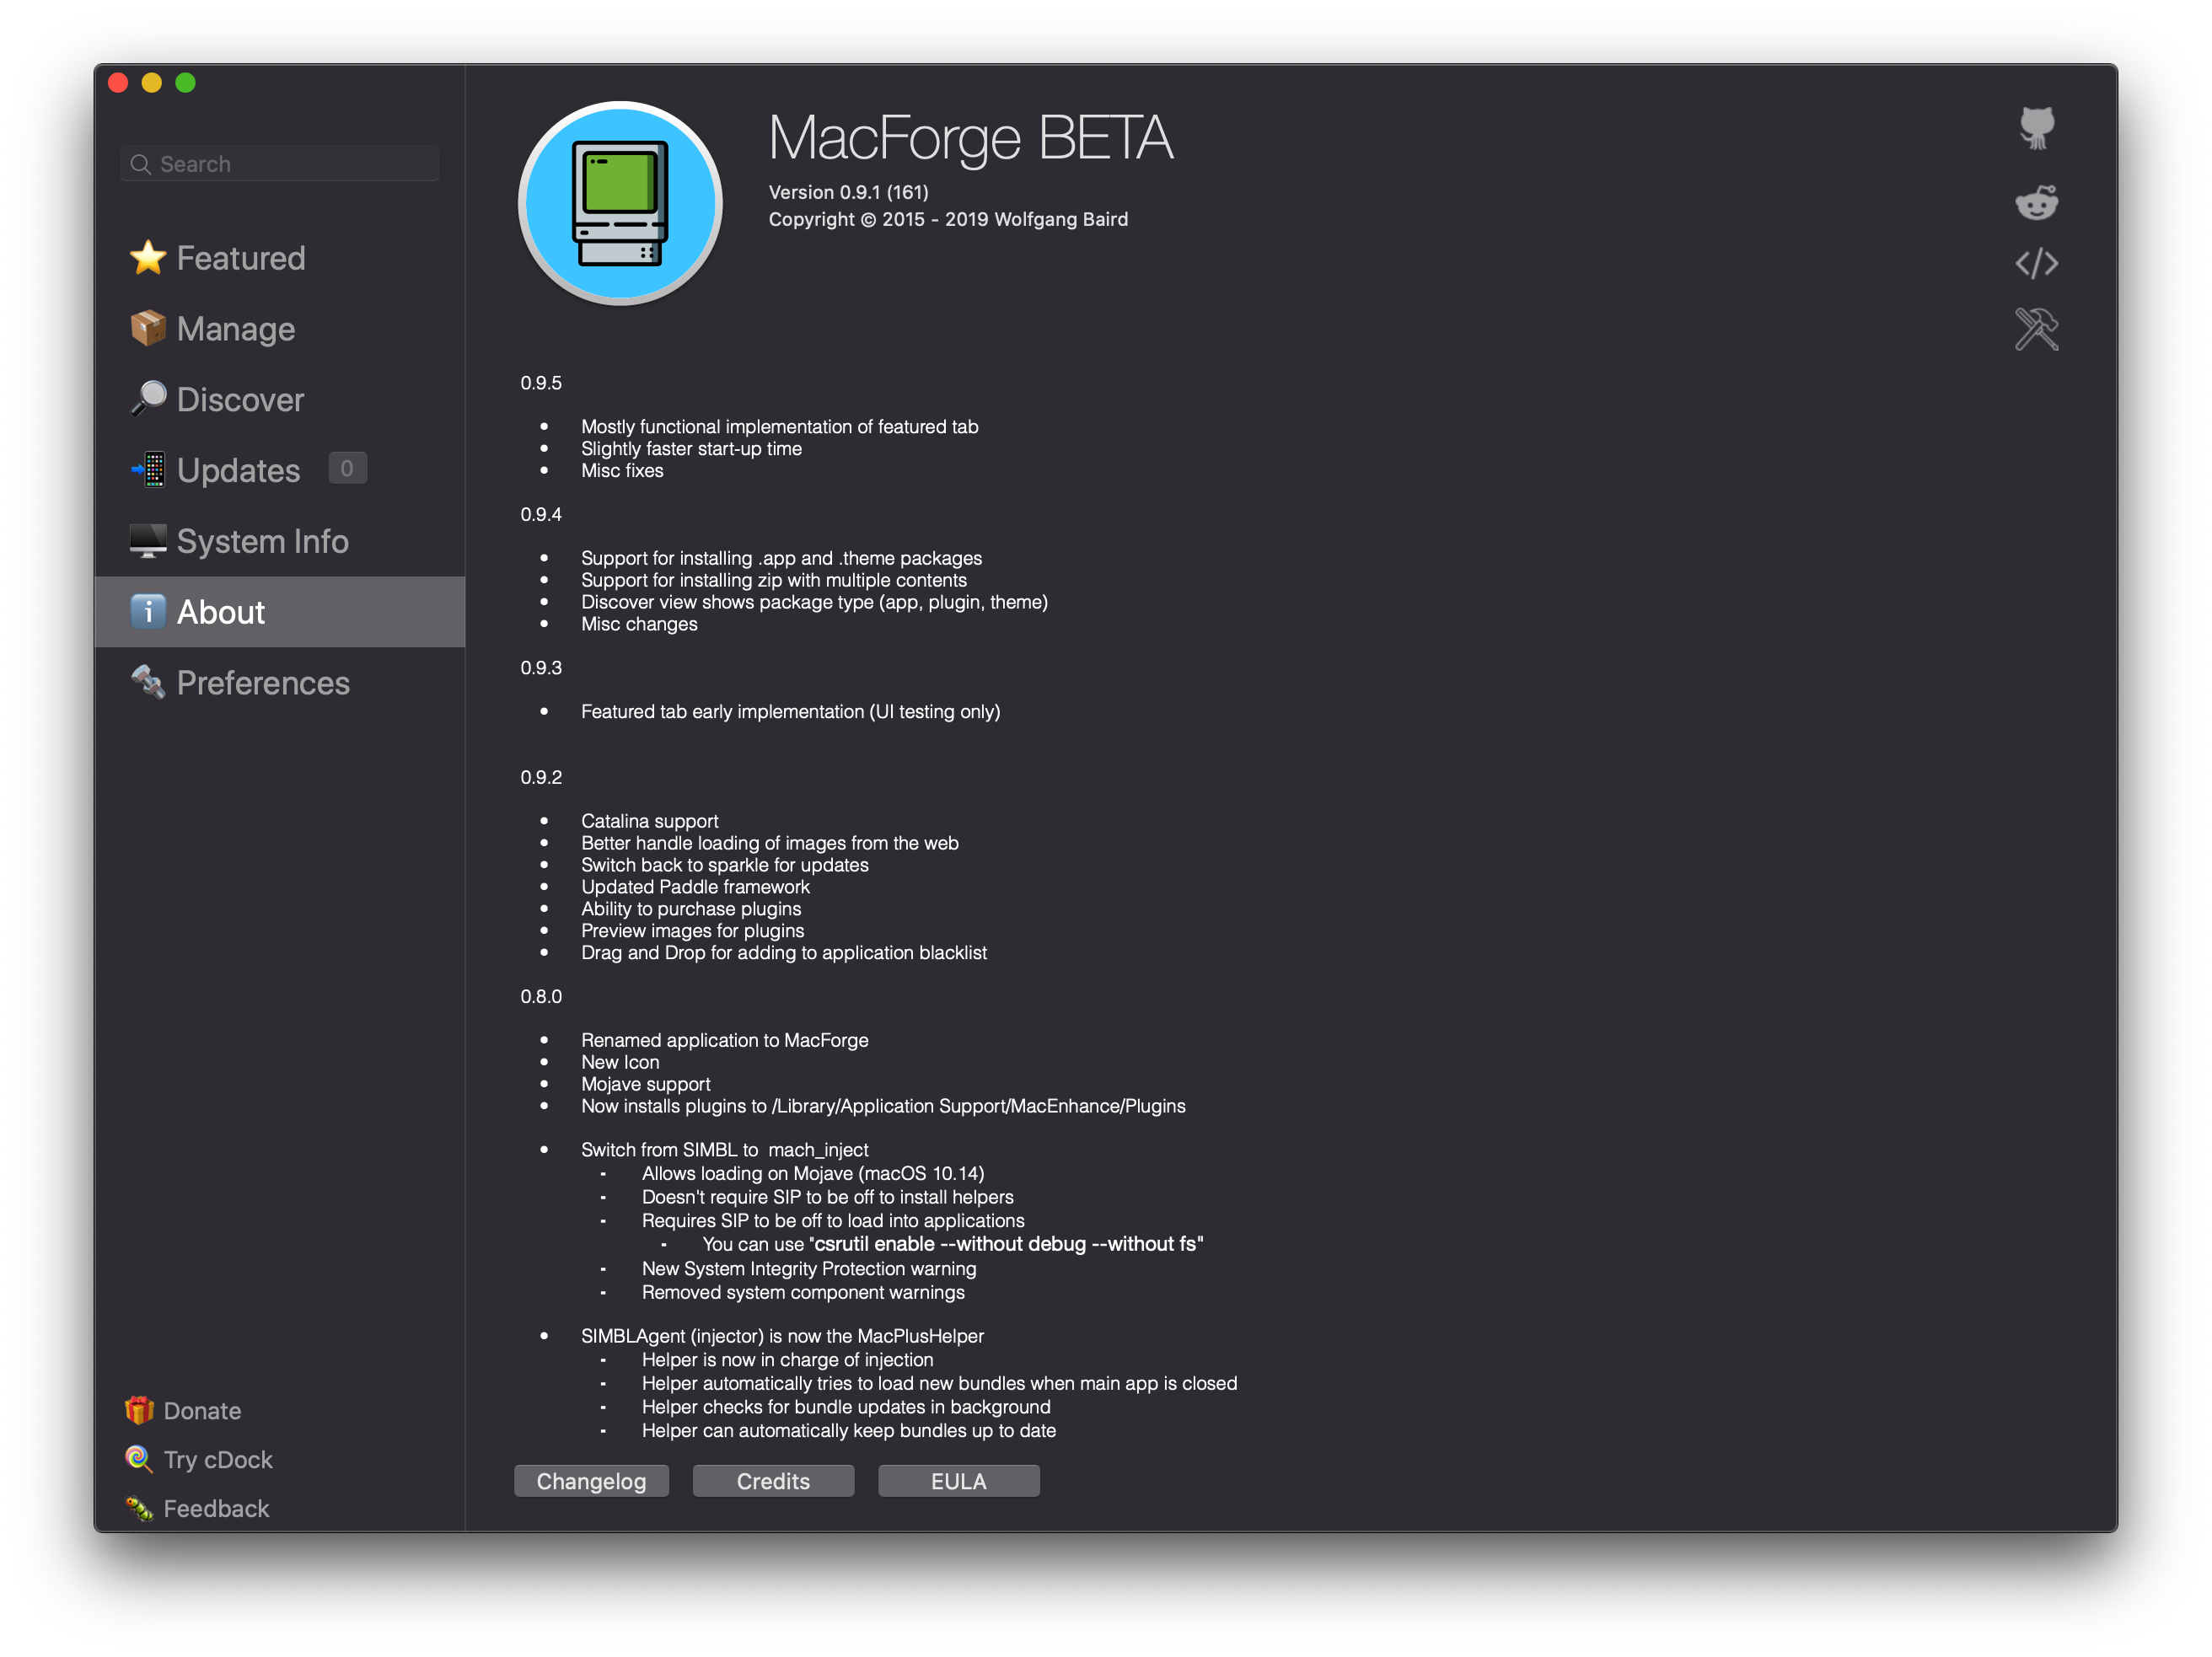 Search
Featured
Manage
Discover
Updates 0
System Info
About
Preferences
Donate
Try cDock
Feedback
MacForge BETA
Version 0.9.1 (161)
Copyright © 2015 - 2019 Wolfgang Baird
0.9.5
• Mostly functional implementation of featured tab
• Slightly faster start-up time
• Misc fixes
0.9.4
• Support for installing .app and .theme packages
• Support for installing zip with multiple contents
• Discover view shows package type (app, plugin, theme)
• Misc changes
0.9.3
• Featured tab early implementation (UI testing only)
0.9.2
• Catalina support
• Better handle loading of images from the web
• Switch back to sparkle for updates
• Updated Paddle framework
• Ability to purchase plugins
• Preview images for plugins
• Drag and Drop for adding to application blacklist
0.8.0
• Renamed application to MacForge
• New Icon
• Mojave support
• Now installs plugins to /Library/Application Support/MacEnhance/Plugins
• Switch from SIMBL to mach_inject
- Allows loading on Mojave (macOS 10.14)
- Doesn't require SIP to be off to install helpers
- Requires SIP to be off to load into applications
- You can use "csrutil enable --without debug --without fs"
- New System Integrity Protection warning
- Removed system component warnings
• SIMBLAgent (injector) is now the MacPlusHelper
- Helper is now in charge of injection
- Helper automatically tries to load new bundles when main app is closed
- Helper checks for bundle updates in background
- Helper can automatically keep bundles up to date
Changelog Credits EULA